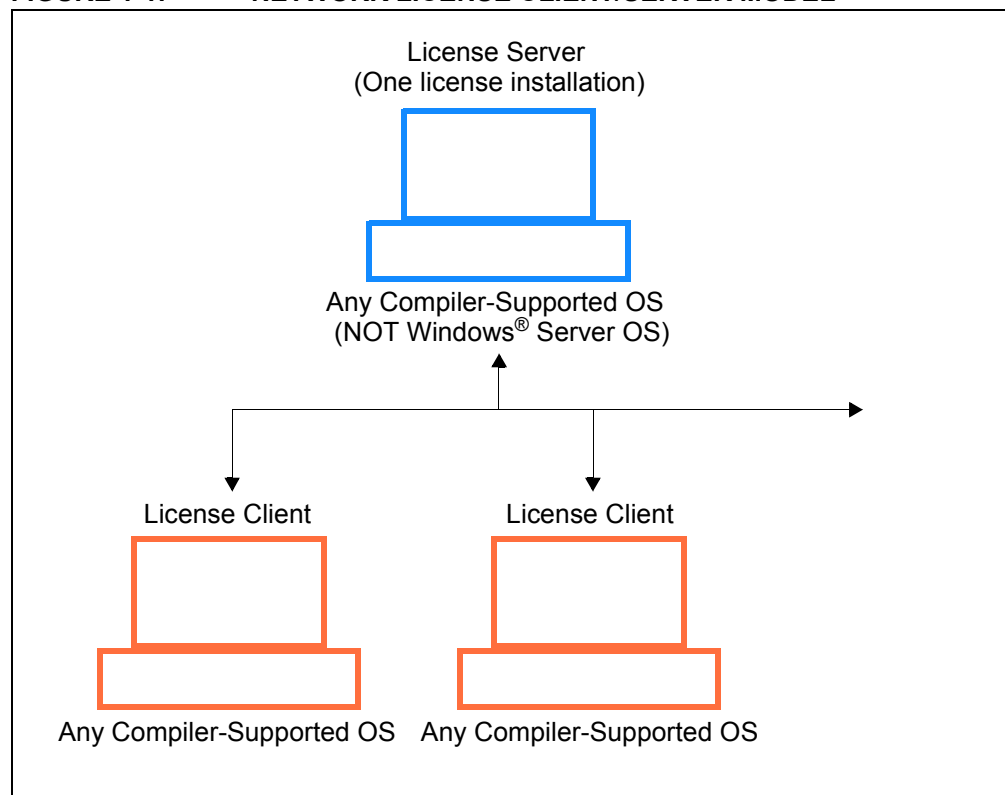 License Server
(One license installation)
Any Compiler-Supported OS
(NOT Windows® Server OS)
License Client
License Client
Any Compiler-Supported OS
Any Compiler-Supported OS